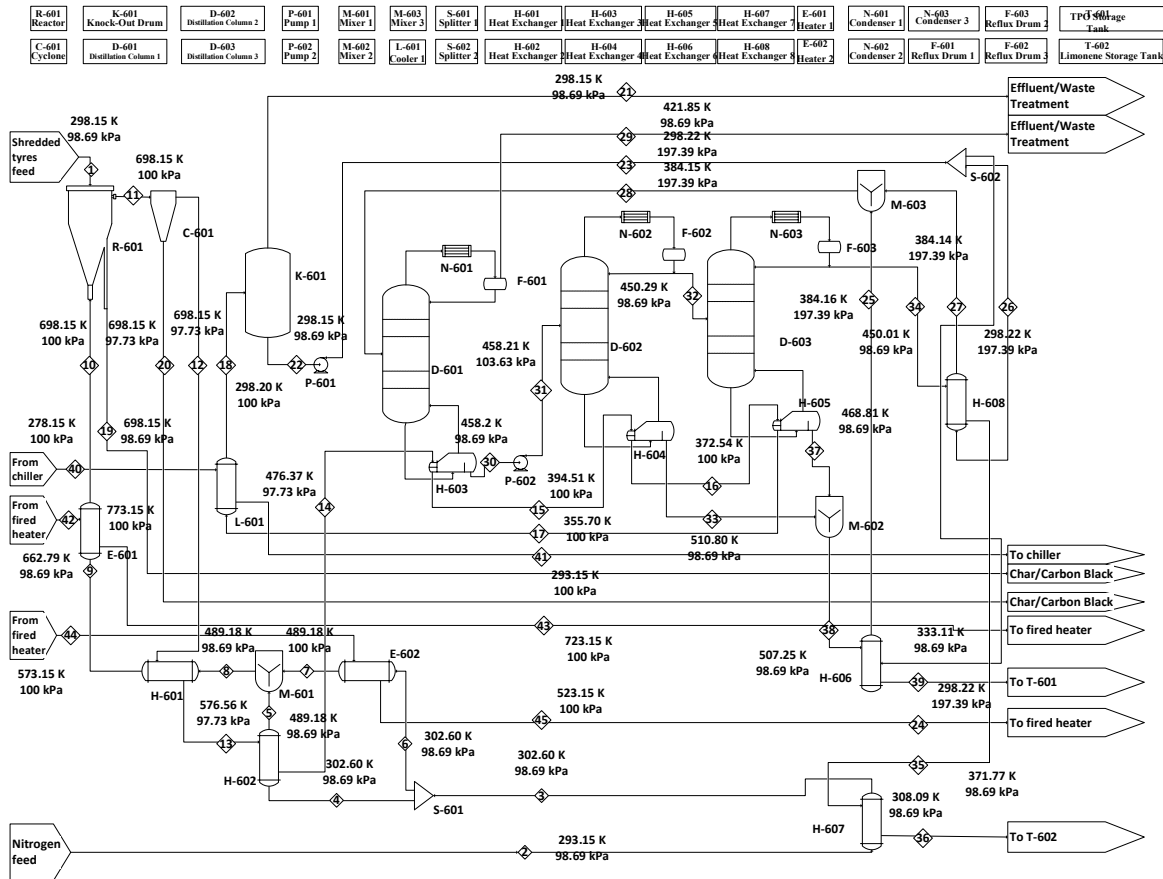 R-601
Reactor
K-601
Knock-Out Drum
D-602
Distillation Column 2
P-601
Pump 1
M-601
Mixer 1
M-603
Mixer 3
S-601
Splitter 1
H-601
Heat Exchanger 1
H-603
Heat Exchanger 3
H-605
Heat Exchanger 5
H-607
Heat Exchanger 7
E-601
Heater 1
N-601
Condenser 1
N-603
Condenser 3
F-603
Reflux Drum 2
T-601
TPO Storage
Tank
C-601
Cyclone
D-601
Distillation Column 1
D-603
Distillation Column 3
P-602
Pump 2
M-602
Mixer 2
L-601
Cooler 1
S-602
Splitter 2
H-602
Heat Exchanger 2
H-604
Heat Exchanger 4
H-606
Heat Exchanger 6
H-608
Heat Exchanger 8
E-602
Heater 2
N-602
Condenser 2
F-601
Reflux Drum 1
F-602
Reflux Drum 3
T-602
Limonene Storage Tank
298.15 K
98.69 kPa
21
Effluent/Waste
Treatment
421.85 K
98.69 kPa
29
Effluent/Waste
Treatment
298.22 K
197.39 kPa
23
384.15 K
197.39 kPa
28
298.15 K
98.69 kPa
Shredded
tyres
feed
1
698.15 K
100 kPa
11
C-601
R-601
S-602
M-603
N-601
F-601
N-602
F-602
N-603
F-603
K-601
384.14 K
197.39 kPa
450.29 K
98.69 kPa
32
384.16 K
197.39 kPa
25
34
27
26
698.15 K
100 kPa
698.15 K
97.73 kPa
698.15 K
97.73 kPa
298.15 K
98.69 kPa
450.01 K
98.69 kPa
298.22 K
197.39 kPa
10
20
12
18
22
P-601
D-601
458.21 K
103.63 kPa
D-602
D-603
31
298.20 K
100 kPa
H-608
H-605
278.15 K
100 kPa
19
698.15 K
98.69 kPa
458.2 K
98.69 kPa
468.81 K
98.69 kPa
From
chiller
40
476.37 K
97.73 kPa
14
H-603
30
P-602
H-604
372.54 K
100 kPa
37
394.51 K
100 kPa
16
15
From
fired
heater
42
773.15 K
100 kPa
L-601
33
M-602
17
355.70 K
100 kPa
510.80 K
98.69 kPa
E-601
41
To chiller
662.79 K
98.69 kPa
9
Char/Carbon Black
293.15 K
100 kPa
Char/Carbon Black
From
fired
heater
44
43
38
To fired heater
489.18 K
98.69 kPa
489.18 K
100 kPa
723.15 K
100 kPa
333.11 K
98.69 kPa
573.15 K
100 kPa
8
7
E-602
H-601
M-601
H-606
39
To T-601
576.56 K
97.73 kPa
5
489.18 K
98.69 kPa
523.15 K
100 kPa
298.22 K
197.39 kPa
45
24
To fired heater
13
6
302.60 K
98.69 kPa
302.60 K
98.69 kPa
302.60 K
98.69 kPa
35
371.77 K
98.69 kPa
H-602
4
S-601
3
308.09 K
98.69 kPa
H-607
36
To T-602
Nitrogen
feed
2
293.15 K
98.69 kPa